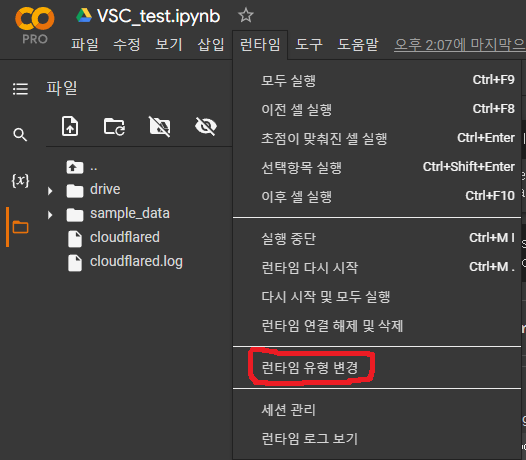 CO
PRO
VSC_test.ipynb
파일 수정 보기 삽입 런타임 도구 도움말 오후 2:07에 마지막으
파일
{x}
..
drive
sample_data
cloudflared
cloudflared.log
모두 실행 Ctrl+F9
이전 셀 실행 Ctrl+F8
초점이 맞춰진 셀 실행 Ctrl+Enter
선택항목 실행 Ctrl+Shift+Enter
이후 셀 실행 Ctrl+F10
실행 중단 Ctrl+M I
런타임 다시 시작 Ctrl+M .
다시 시작 및 모두 실행
런타임 연결 해제 및 삭제
런타임 유형 변경
세션 관리
런타임 로그 보기